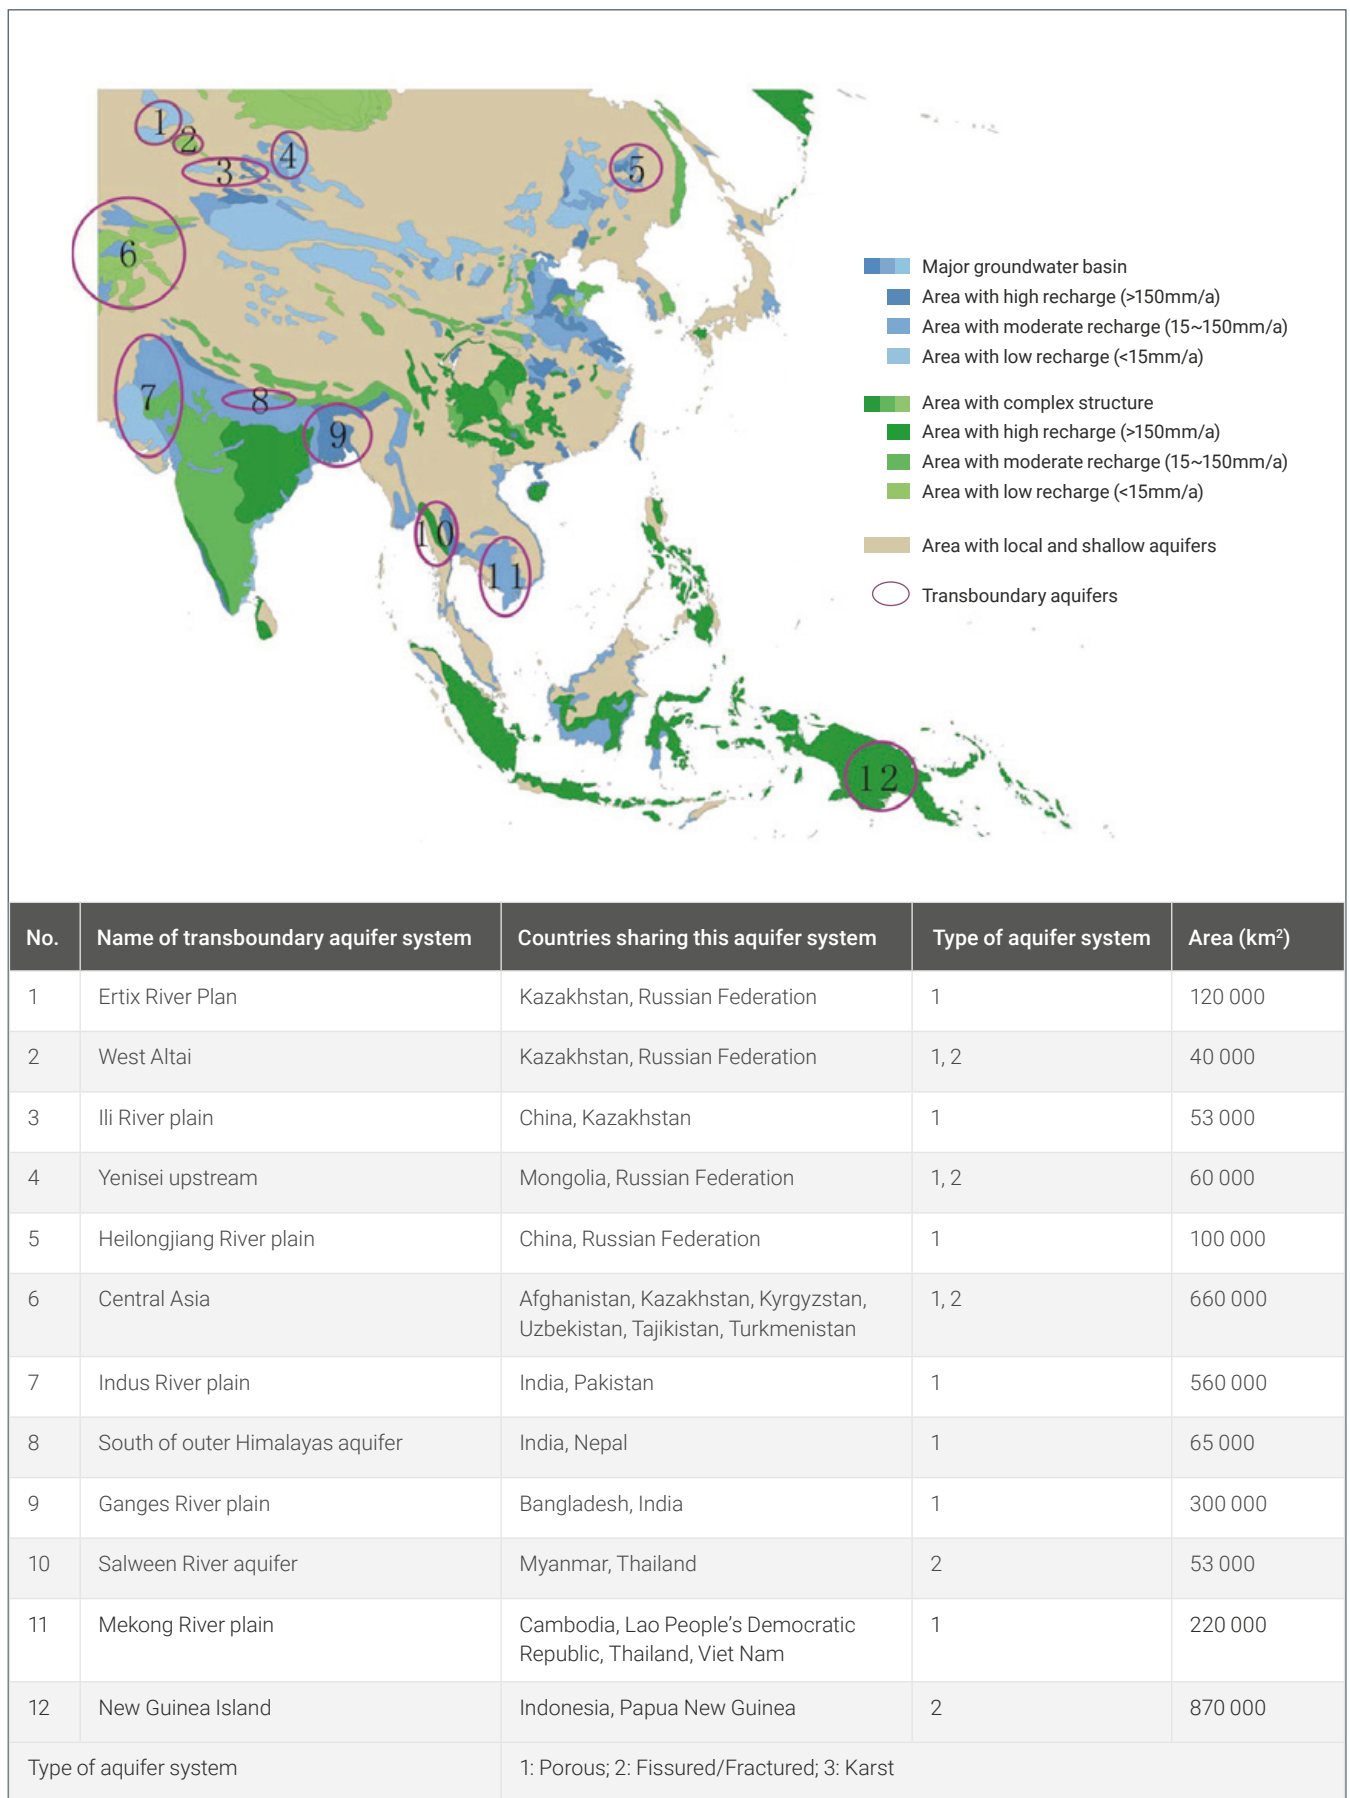 1
2
3
4
5
6
7
8
9
10
11
12
Major groundwater basin
Area with high recharge (>150mm/a)
Area with moderate recharge (15~150mm/a)
Area with low recharge (<15mm/a)
Area with complex structure
Area with high recharge (>150mm/a)
Area with moderate recharge (15~150mm/a)
Area with low recharge (<15mm/a)
Area with local and shallow aquifers
Transboundary aquifers
No. Name of transboundary aquifer system Countries sharing this aquifer system Type of aquifer system Area (km²)
1 Ertix River Plan Kazakhstan, Russian Federation 1 120 000
2 West Altai Kazakhstan, Russian Federation 1, 2 40 000
3 Ili River plain China, Kazakhstan 1 53 000
4 Yenisei upstream Mongolia, Russian Federation 1, 2 60 000
5 Heilongjiang River plain China, Russian Federation 1 100 000
6 Central Asia Afghanistan, Kazakhstan, Kyrgyzstan, 1, 2 660 000
Uzbekistan, Tajikistan, Turkmenistan
7 Indus River plain India, Pakistan 1 560 000
8 South of outer Himalayas aquifer India, Nepal 1 65 000
9 Ganges River plain Bangladesh, India 1 300 000
10 Salween River aquifer Myanmar, Thailand 2 53 000
11 Mekong River plain Cambodia, Lao People's Democratic 1 220 000
Republic, Thailand, Viet Nam
12 New Guinea Island Indonesia, Papua New Guinea 2 870 000
Type of aquifer system 1: Porous; 2: Fissured/Fractured; 3: Karst